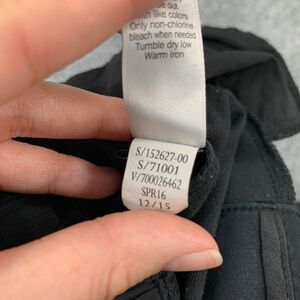 with like colors
Only non-chlorine
bleach when needed
Tumble dry low
Warm iron
S/152627-00
S/71001
V/700026462
SPR16
12/15